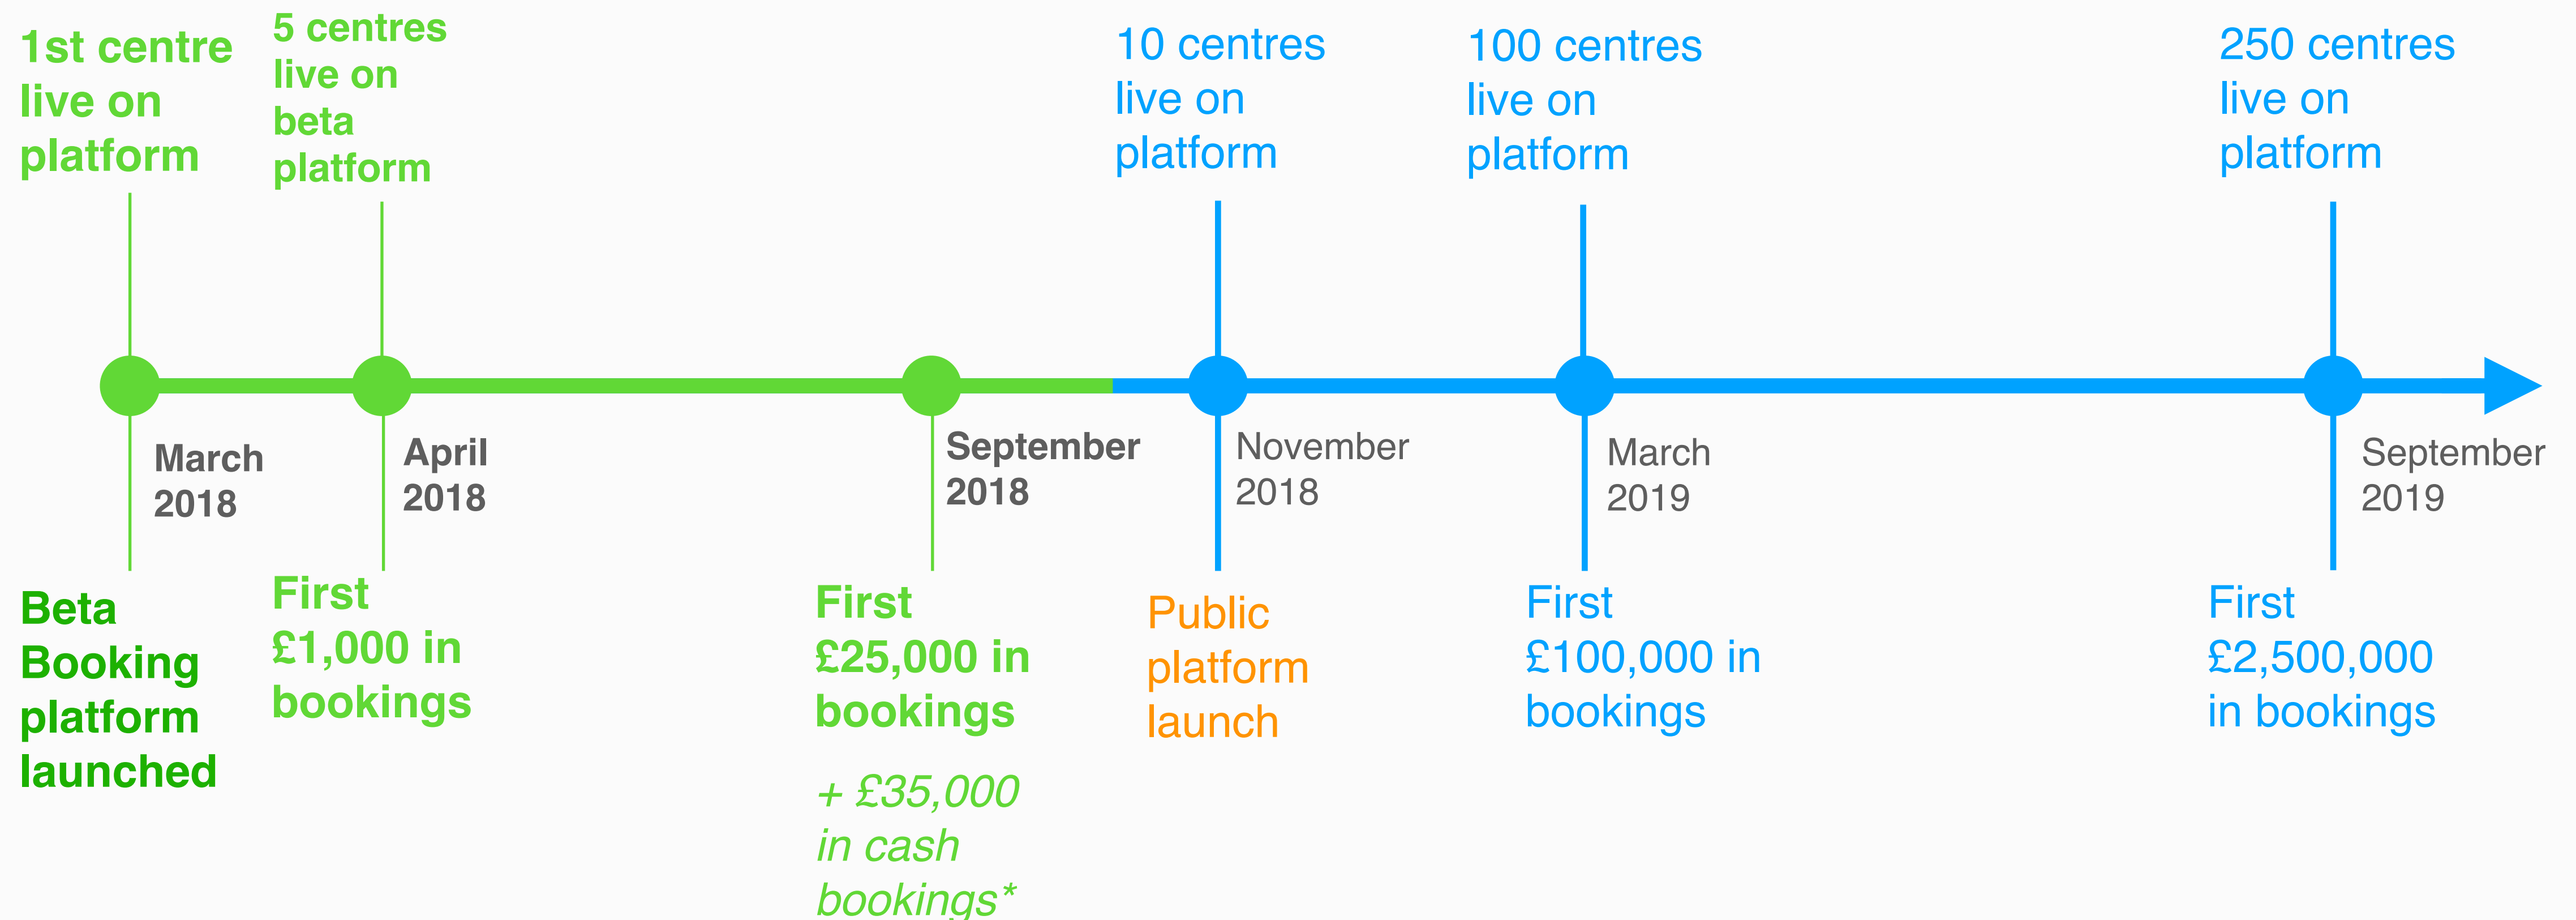 1st centre
live on
platform
5 centres
live on
beta
platform
10 centres
live on
platform
100 centres
live on
platform
250 centres
live on
platform
March
2018
April
2018
September
2018
November
2018
March
2019
September
2019
Beta
Booking
platform
launched
First
£1,000 in
bookings
First
£25,000 in
bookings
+ £35,000
in cash
bookings*
Public
platform
launch
First
£100,000 in
bookings
First
£2,500,000
in bookings